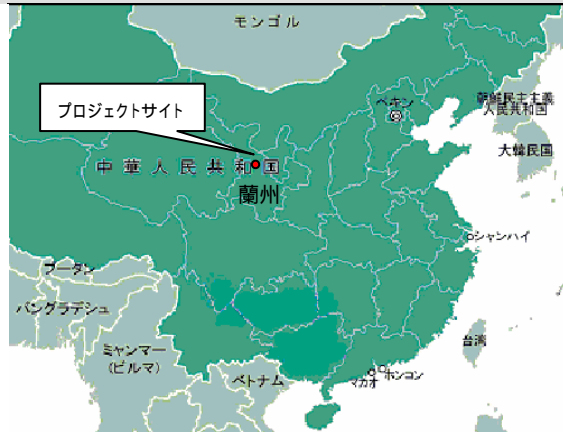 モンゴル
プロジェクトサイト
ペキン
朝鮮民主主義
人民共和国
大韓民国
中華人民共和国
蘭州
シャンハイ
ブータン
バングラデシュ
ミャンマー
(ビルマ)
台湾
ベトナム
マカオ
ホンコン